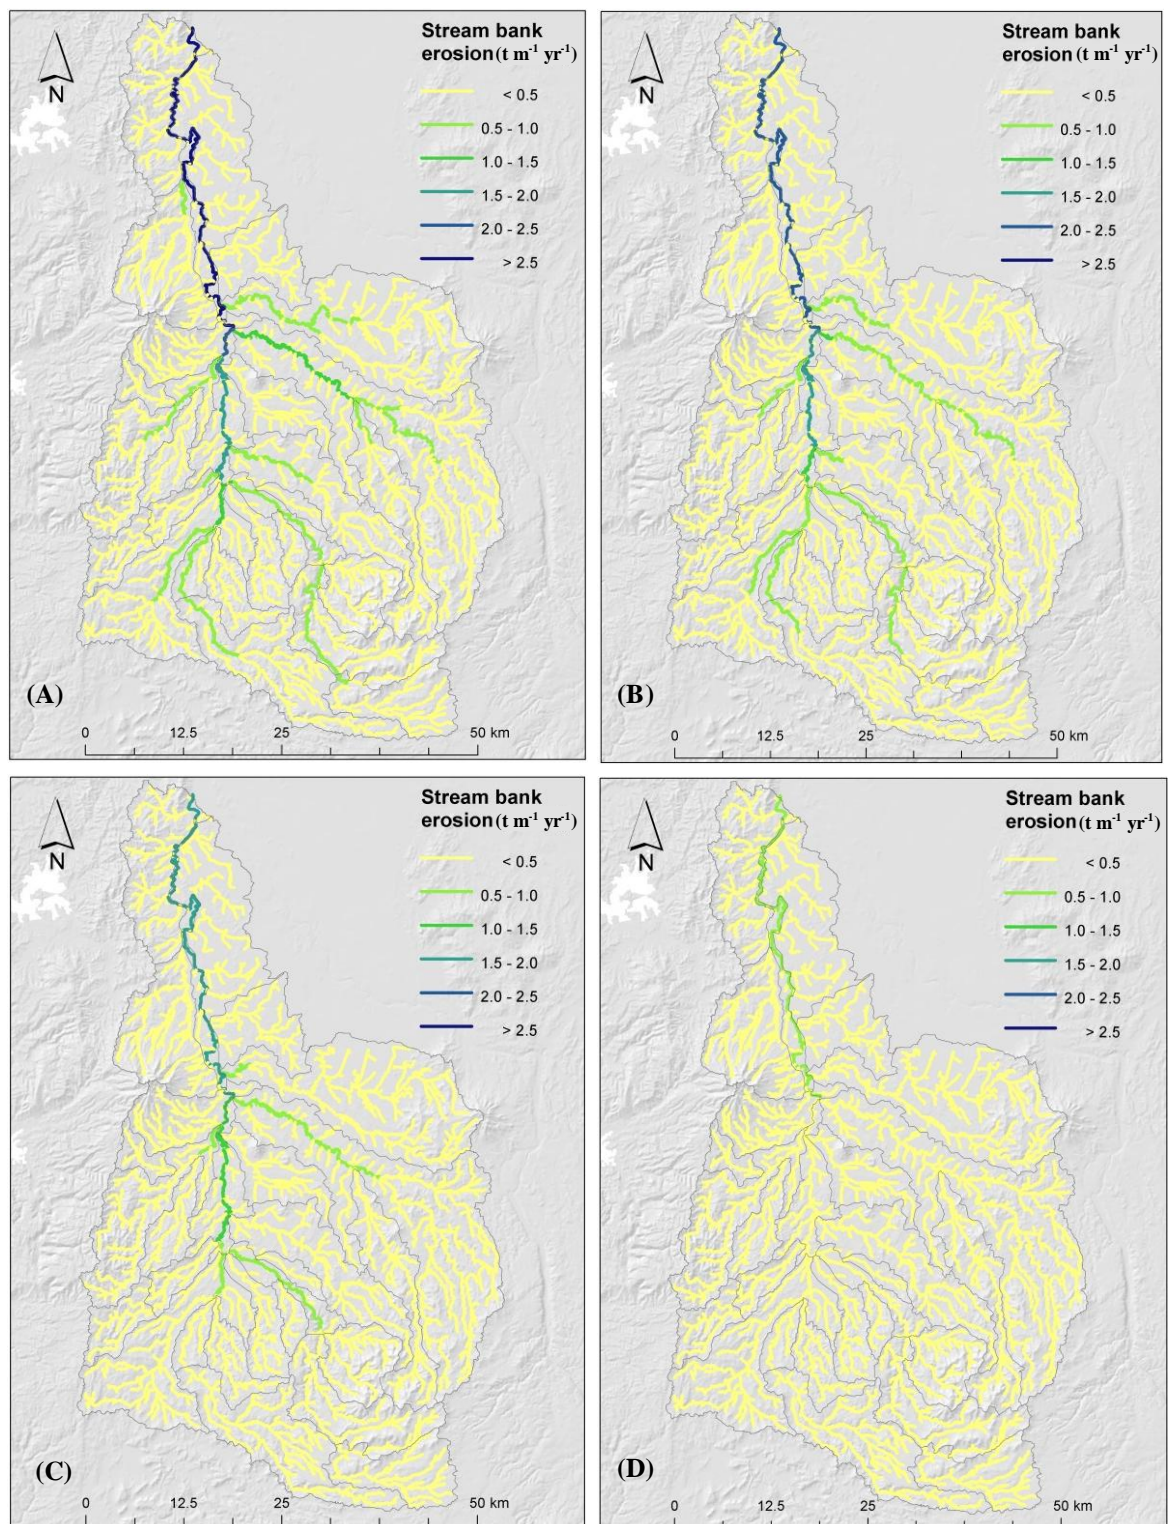 Stream bank
erosion (t m⁻¹ yr⁻¹)
N
< 0.5
0.5 - 1.0
1.0 - 1.5
1.5 - 2.0
2.0 - 2.5
> 2.5
(A)
0 12.5 25 50 km
Stream bank
erosion (t m⁻¹ yr⁻¹)
N
< 0.5
0.5 - 1.0
1.0 - 1.5
1.5 - 2.0
2.0 - 2.5
> 2.5
(B)
0 12.5 25 50 km
Stream bank
erosion (t m⁻¹ yr⁻¹)
N
< 0.5
0.5 - 1.0
1.0 - 1.5
1.5 - 2.0
2.0 - 2.5
> 2.5
(C)
0 12.5 25 50 km
Stream bank
erosion (t m⁻¹ yr⁻¹)
N
< 0.5
0.5 - 1.0
1.0 - 1.5
1.5 - 2.0
2.0 - 2.5
> 2.5
(D)
0 12.5 25 50 km